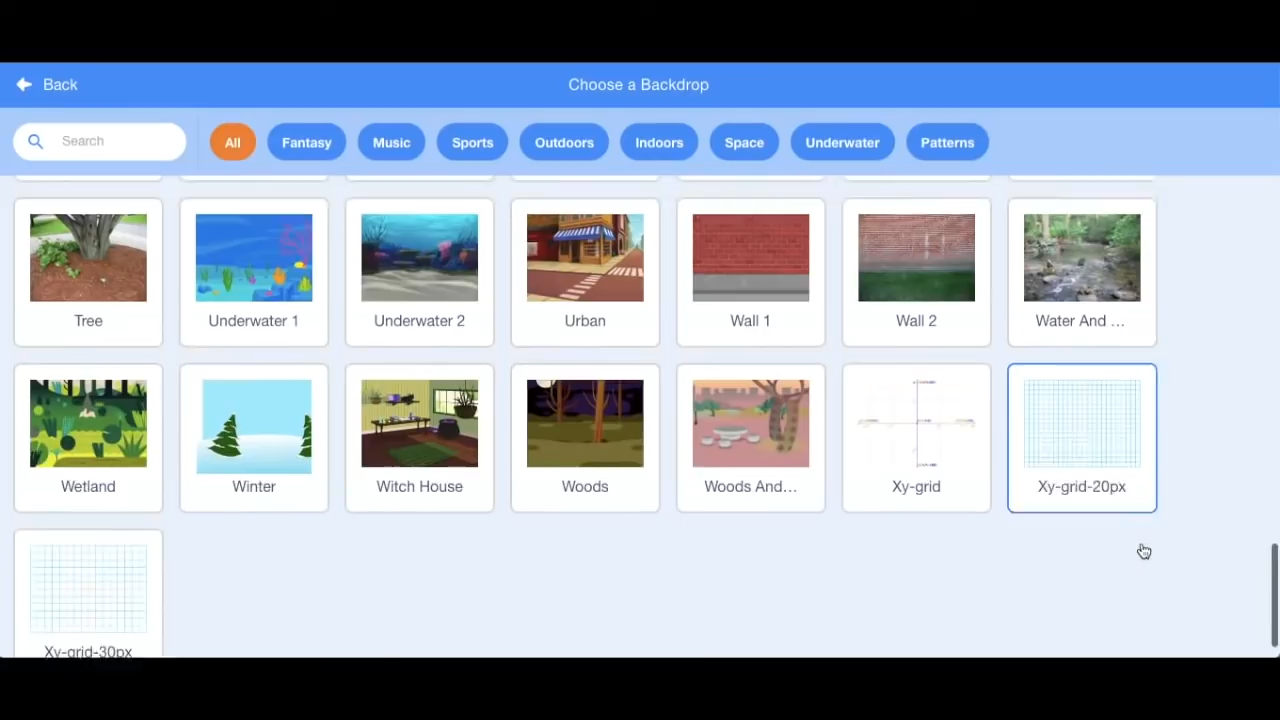 Back
Choose a Backdrop
Search
All
Fantasy
Music
Sports
Outdoors
Indoors
Space
Underwater
Patterns
Tree
Underwater 1
Underwater 2
Urban
Wall 1
Wall 2
Water And ...
Wetland
Winter
Witch House
Woods
Woods And...
Xy-grid
Xy-grid-20px
Xy-grid-30px